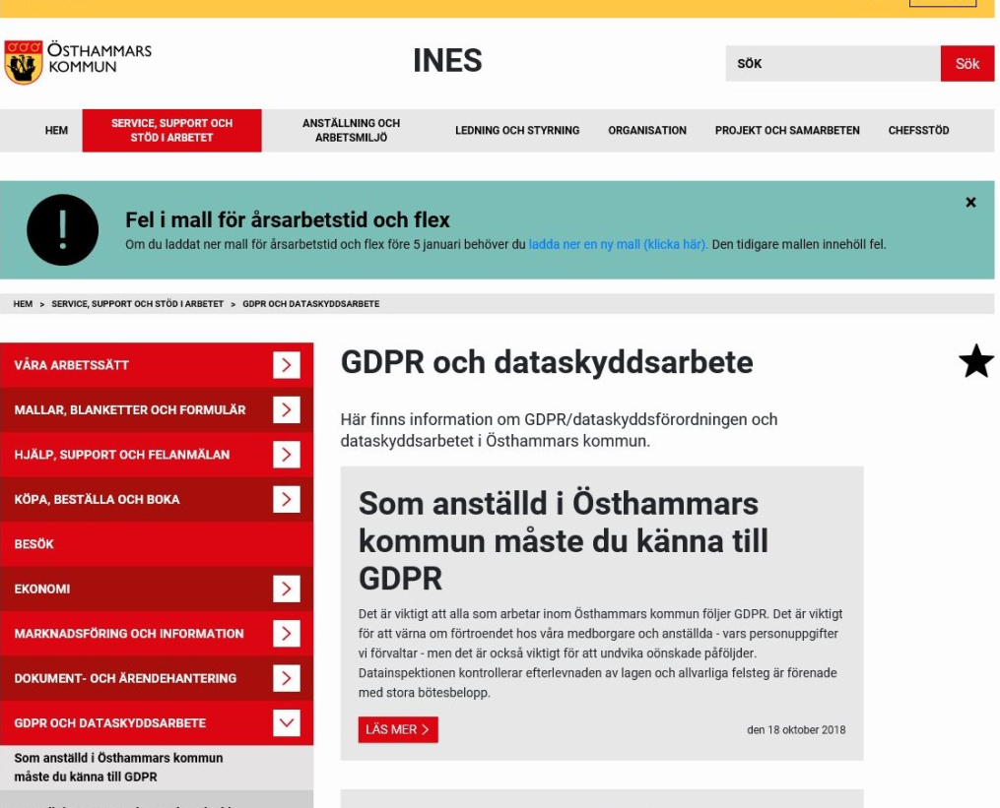 ÖSTHAMMARS
KOMMUN
INES
SÖK
Sök
HEM
SERVICE, SUPPORT OCH
STÖD I ARBETET
ANSTÄLLNING OCH
ARBETSMILJÖ
LEDNING OCH STYRNING
ORGANISATION
PROJEKT OCH SAMARBETEN
CHEFSSTÖD
Fel i mall för årsarbetstid och flex
Om du laddat ner mall för årsarbetstid och flex före 5 januari behöver du ladda ner en ny mall (klicka här). Den tidigare mallen innehöll fel.
HEM > SERVICE, SUPPORT OCH STÖD I ARBETET > GDPR OCH DATASKYDDSARBETE
VÅRA ARBETSSÄTT
MALLAR, BLANKETTER OCH FORMULÄR
HJÄLP, SUPPORT OCH FELANMÄLAN
KÖPA, BESTÄLLA OCH BOKA
BESÖK
EKONOMI
MARKNADSFÖRING OCH INFORMATION
DOKUMENT- OCH ÄRENDEHANTERING
GDPR OCH DATASKYDDSARBETE
Som anställd i Östhammars kommun
måste du känna till GDPR
GDPR och dataskyddsarbete
Här finns information om GDPR/dataskyddsförordningen och
dataskyddsarbetet i Östhammars kommun.
Som anställd i Östhammars
kommun måste du känna till
GDPR
Det är viktigt att alla som arbetar inom Östhammars kommun följer GDPR. Det är viktigt
för att värna om förtroendet hos våra medborgare och anställda - vars personuppgifter
vi förvaltar - men det är också viktigt för att undvika oönskade påföljder.
Datainspektionen kontrollerar efterlevnaden av lagen och allvarliga felsteg är förenade
med stora bötesbelopp.
LÄS MER >
den 18 oktober 2018